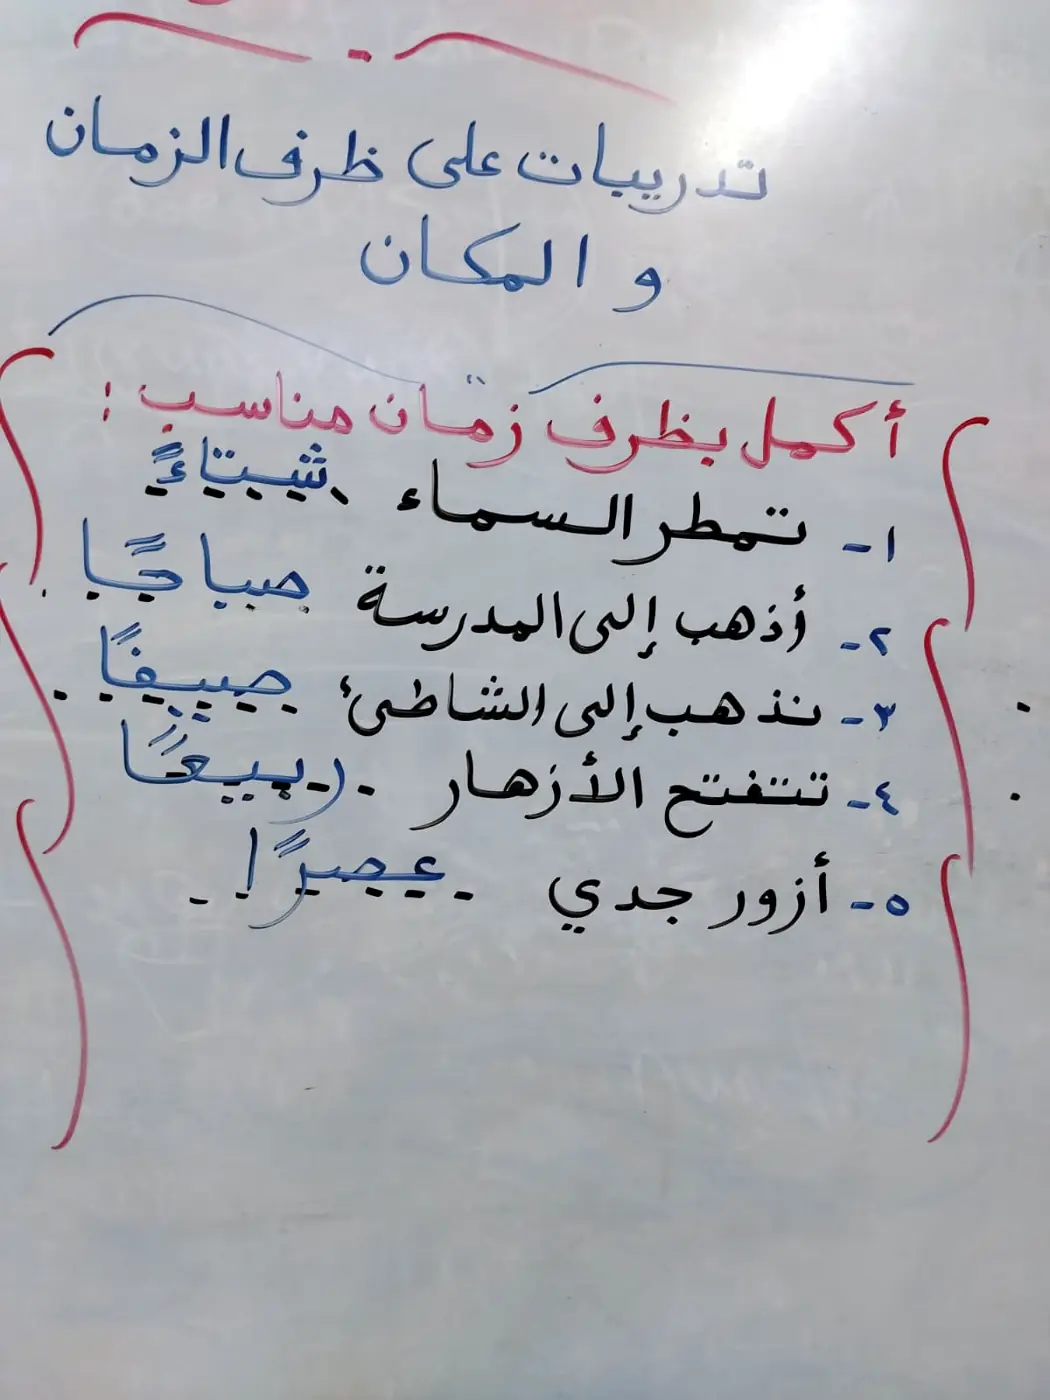 تدريبات على ظرف الزمان
و المكان
أكمل بظرف زمان مناسب :
١- تمطر السماء شتاءً
٢- أذهب إلى المدرسة صباحًا .
٣- نذهب إلى الشاطئ صيفًا .
٤- تتفتح الأزهار ربيعًا
٥- أزور جدي عصرًا .